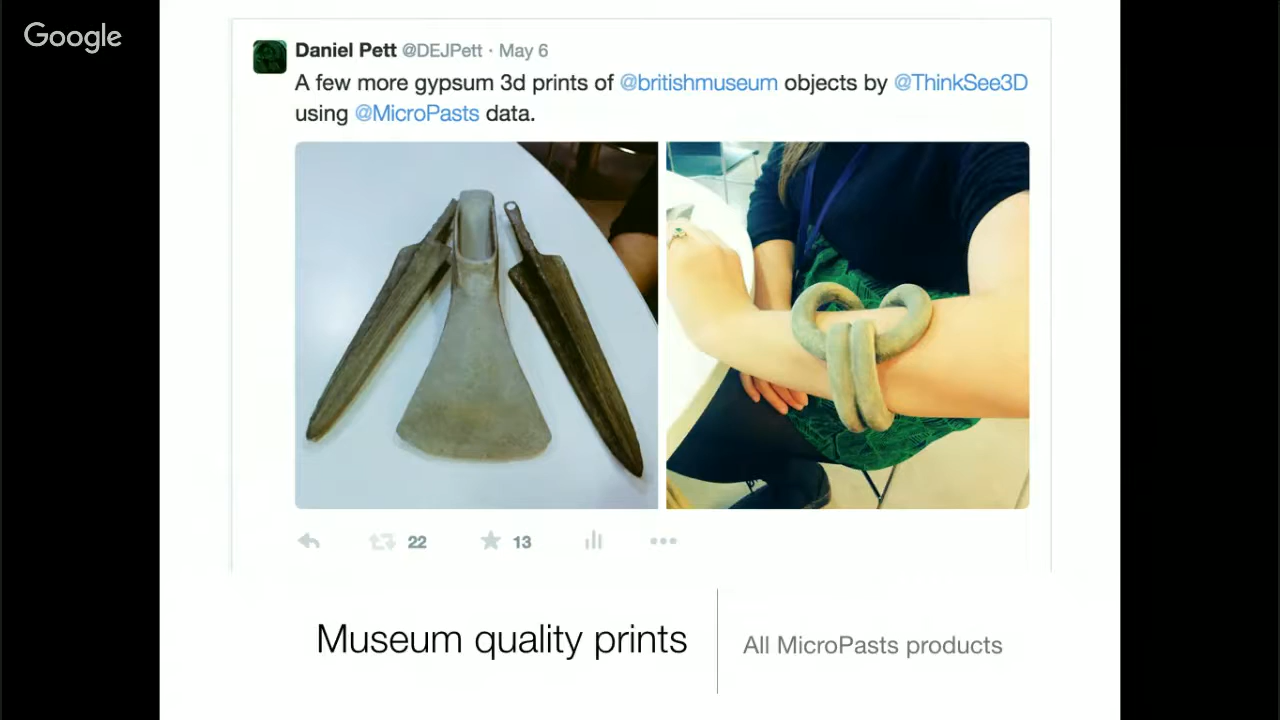 Google
Daniel Pett @DEJPett · May 6
A few more gypsum 3d prints of @britishmuseum objects by @ThinkSee3D
using @MicroPasts data.
22 13
Museum quality prints
All MicroPasts products